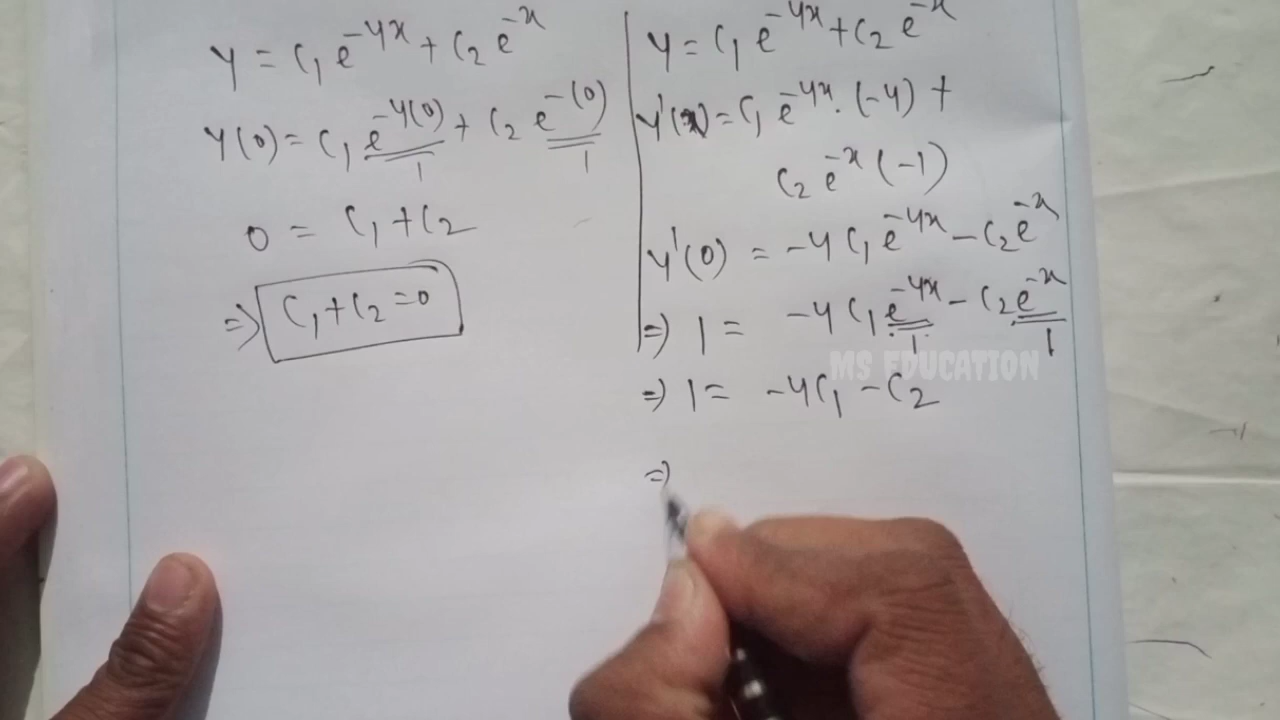 y = C₁ e^{-4x} + C₂ e^{-x}
y(0) = C₁ e^{-4(0)} + C₂ e^{-(0)}
1 1
0 = C₁ + C₂
⇒ C₁ + C₂ = 0
y = C₁ e^{-4x} + C₂ e^{-x}
y'(x) = C₁ e^{-4x} . (-4) +
C₂ e^{-x} (-1)
y'(0) = -4 C₁ e^{-4x} - C₂ e^{-x}
⇒ 1 = -4 C₁ e^{-4x} - C₂ e^{-x}
1 1
MS EDUCATION
⇒ 1 = -4C₁ - C₂
⇒